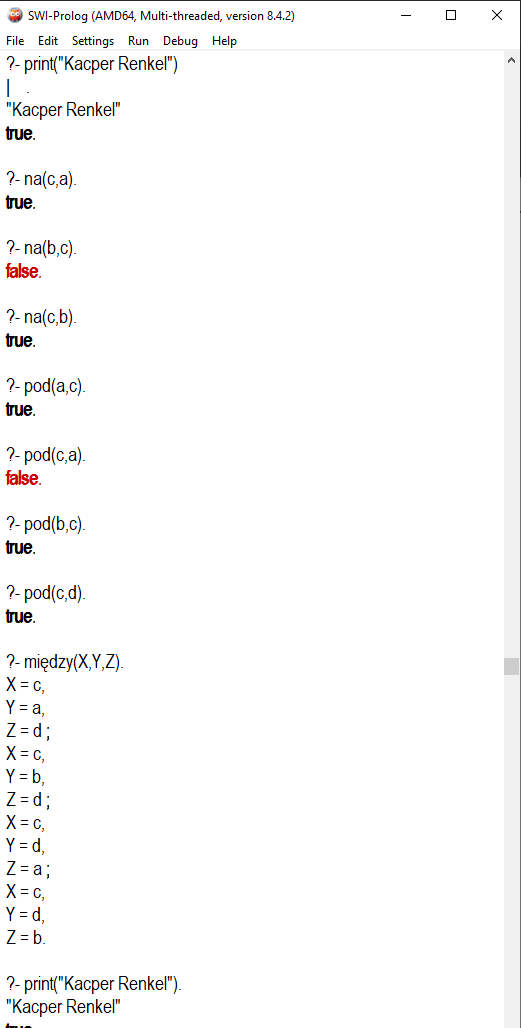 SWI-Prolog (AMD64, Multi-threaded, version 8.4.2)
File Edit Settings Run Debug Help
?- print("Kacper Renkel")
| .
"Kacper Renkel"
true.
?- na(c,a).
true.
?- na(b,c).
false.
?- na(c,b).
true.
?- pod(a,c).
true.
?- pod(c,a).
false.
?- pod(b,c).
true.
?- pod(c,d).
true.
?- między(X,Y,Z).
X = c,
Y = a,
Z = d ;
X = c,
Y = b,
Z = d ;
X = c,
Y = d,
Z = a ;
X = c,
Y = d,
Z = b.
?- print("Kacper Renkel").
"Kacper Renkel"
true.